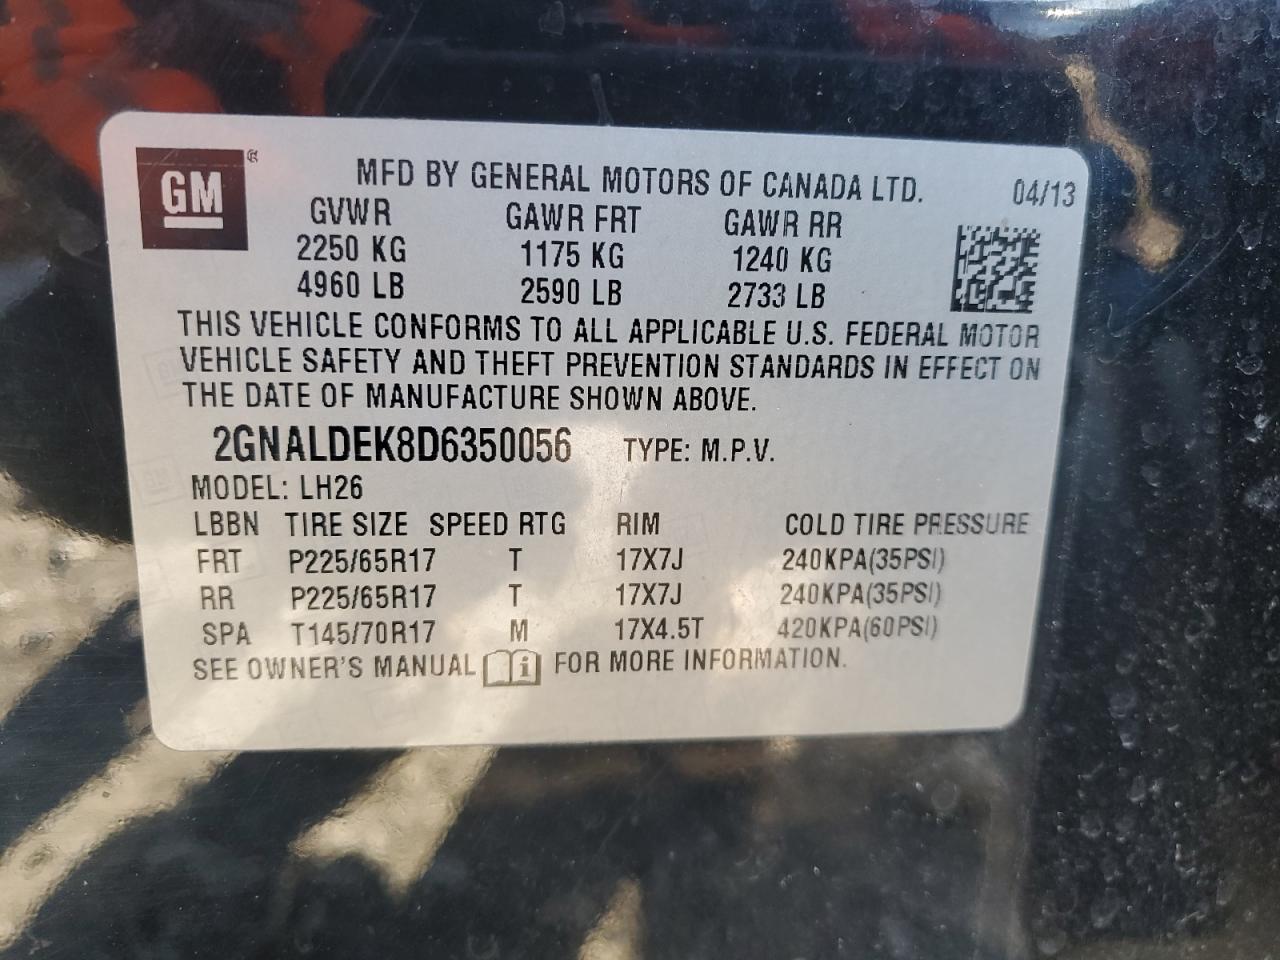 GM
MFD BY GENERAL MOTORS OF CANADA LTD. 04/13
GVWR GAWR FRT GAWR RR
2250 KG 1175 KG 1240 KG
4960 LB 2590 LB 2733 LB
THIS VEHICLE CONFORMS TO ALL APPLICABLE U.S. FEDERAL MOTOR
VEHICLE SAFETY AND THEFT PREVENTION STANDARDS IN EFFECT ON
THE DATE OF MANUFACTURE SHOWN ABOVE.
2GNALDEK8D6350056 TYPE: M.P.V.
MODEL: LH26
LBBN TIRE SIZE SPEED RTG RIM COLD TIRE PRESSURE
FRT P225/65R17 T 17X7J 240KPA(35PSI)
RR P225/65R17 T 17X7J 240KPA(35PSI)
SPA T145/70R17 M 17X4.5T 420KPA(60PSI)
SEE OWNER'S MANUAL i FOR MORE INFORMATION.